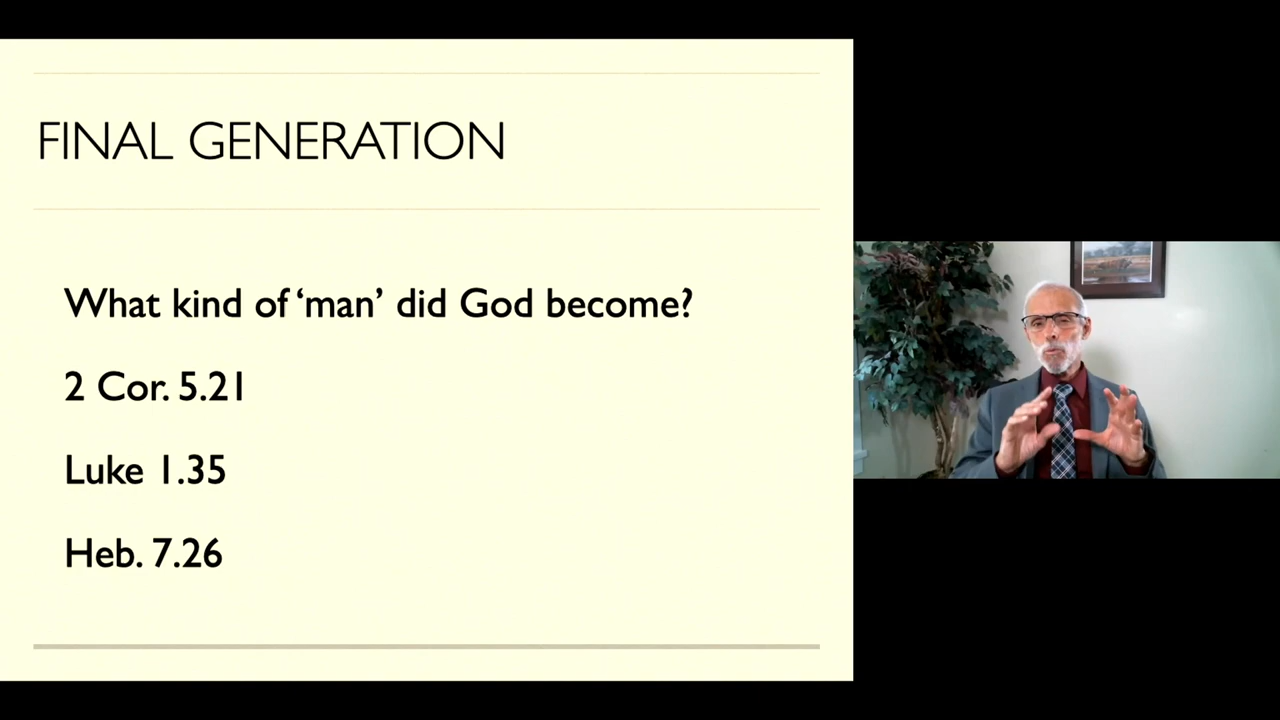 FINAL GENERATION
What kind of ‘man’ did God become?
2 Cor. 5.21
Luke 1.35
Heb. 7.26